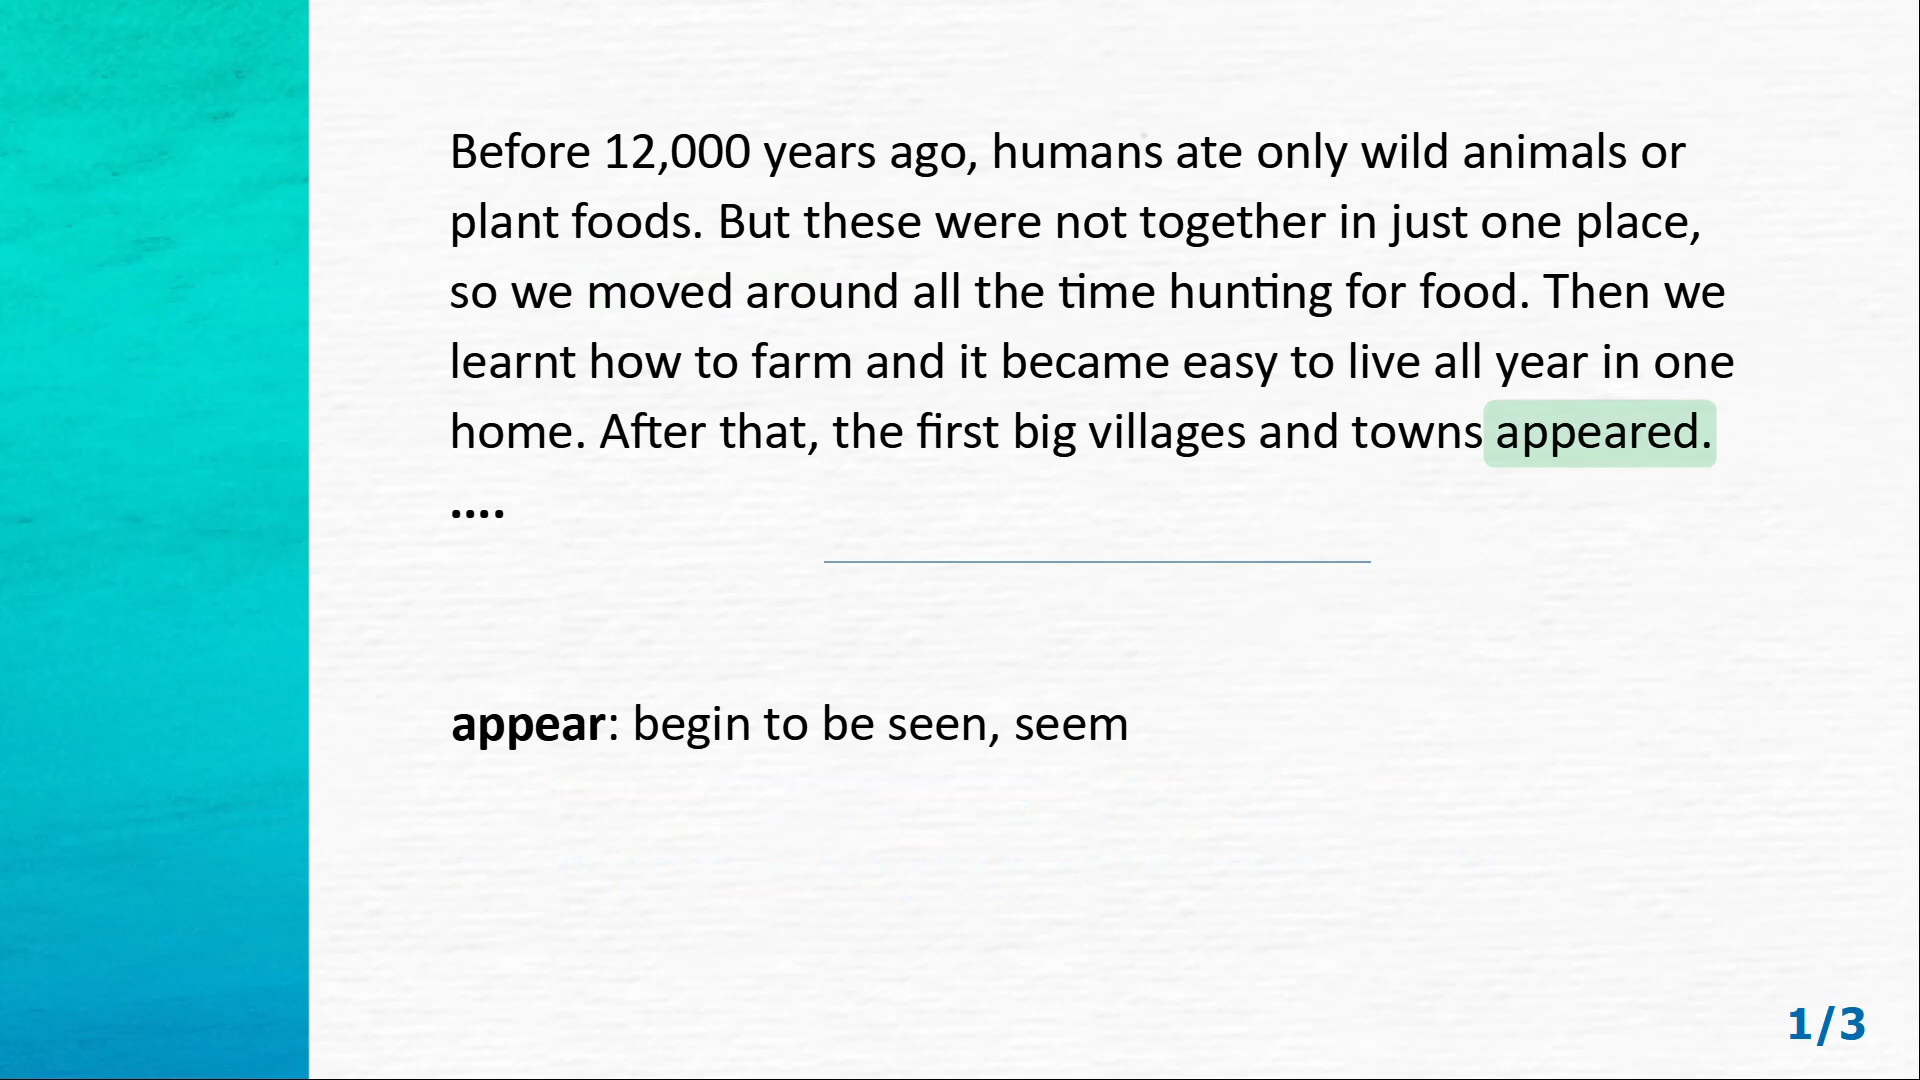 Before 12,000 years ago, humans ate only wild animals or
plant foods. But these were not together in just one place,
so we moved around all the time hunting for food. Then we
learnt how to farm and it became easy to live all year in one
home. After that, the first big villages and towns appeared.
....
appear: begin to be seen, seem
1/3